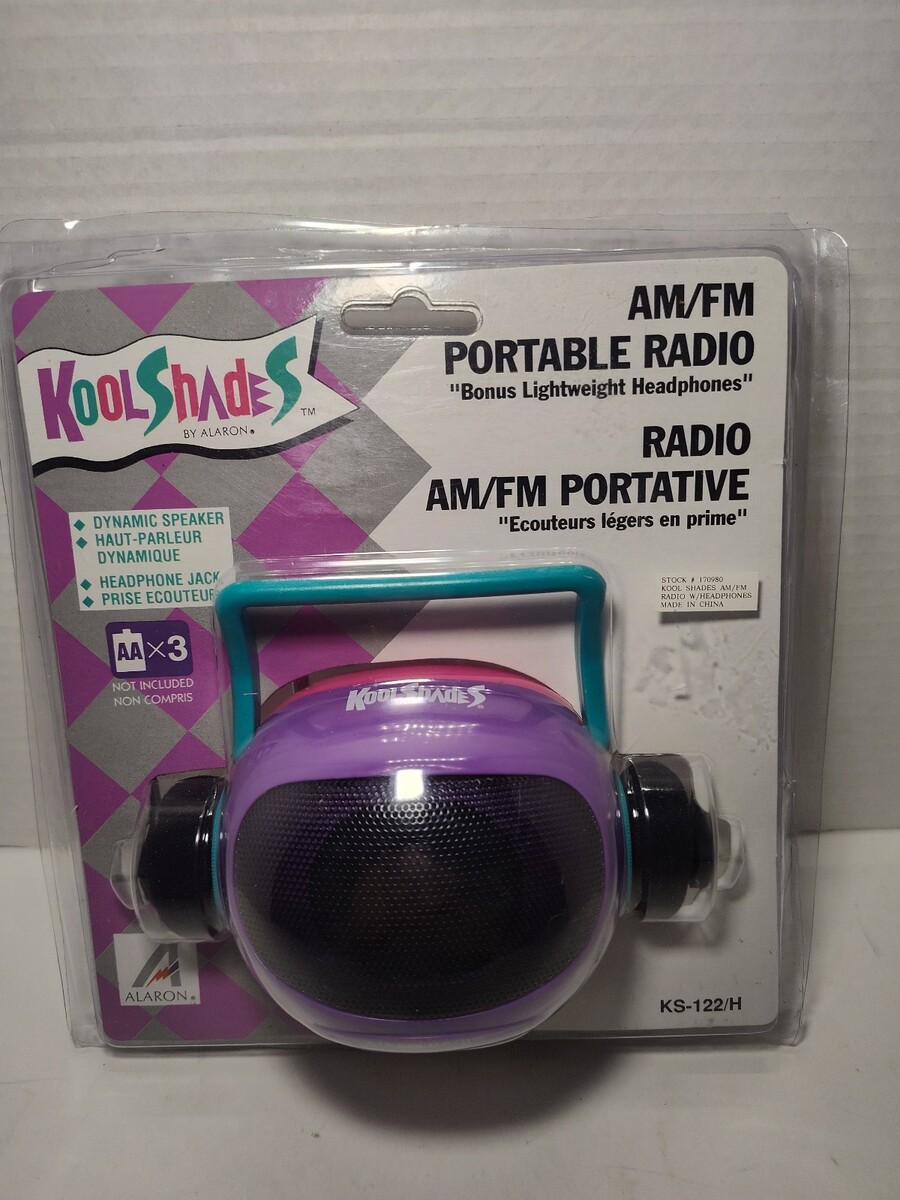 AM/FM
PORTABLE RADIO
"Bonus Lightweight Headphones"
KOOLSHADES™
BY ALARON®
RADIO
AM/FM PORTATIVE
"Ecouteurs légers en prime"
◆ DYNAMIC SPEAKER
◆ HAUT-PARLEUR
DYNAMIQUE
◆ HEADPHONE JACK
◆ PRISE ECOUTEUR
STOCK # 170980
KOOL SHADES AM/FM
RADIO W/HEADPHONES
MADE IN CHINA
AA×3
NOT INCLUDED
NON COMPRIS
KOOLSHADES®
ALARON®
KS-122/H